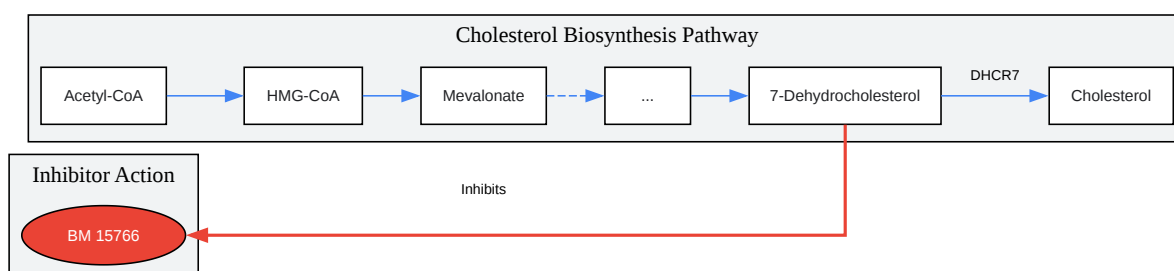 Cholesterol Biosynthesis Pathway
DHCR7
Acetyl-CoA
HMG-CoA
Mevalonate
...
7-Dehydrocholesterol
Cholesterol
Inhibitor Action
Inhibits
BM 15766